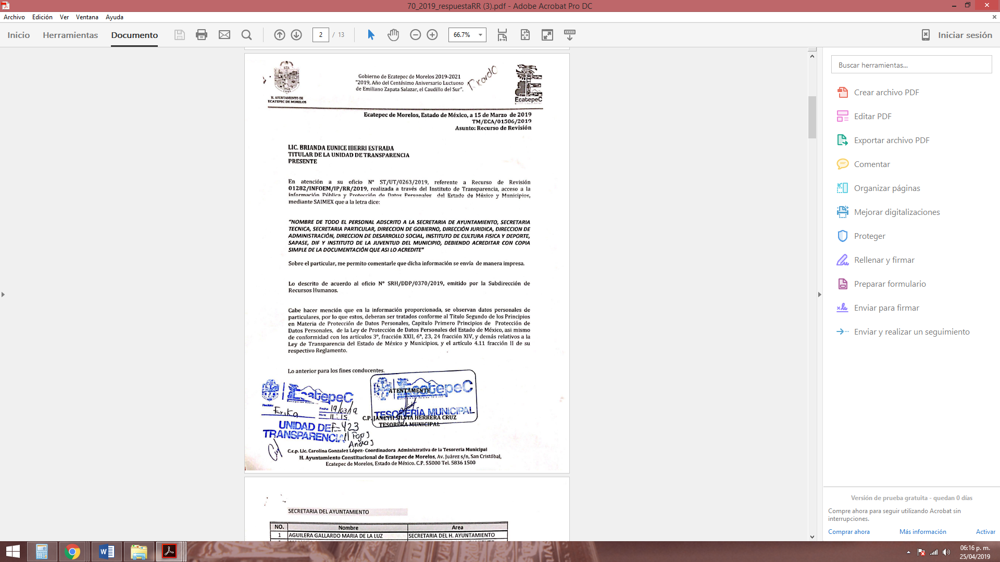 70_2019_respuestaRR (3).pdf - Adobe Acrobat Pro DC
Archivo Edición Ver Ventana Ayuda
Inicio Herramientas Documento 2 / 13 66.7% Iniciar sesión
H. AYUNTAMIENTO DE
ECATEPEC DE MORELOS
Gobierno de Ecatepec de Morelos 2019-2021
"2019, Año del Centésimo Aniversario Luctuoso
de Emiliano Zapata Salazar, el Caudillo del Sur".
EcatepeC
Ecatepec de Morelos, Estado de México, a 15 de Marzo de 2019
TM/ECA/01506/2019
Asunto: Recurso de Revisión
LIC. BRIANDA EUNICE IBERRI ESTRADA
TITULAR DE LA UNIDAD DE TRANSPARENCIA
PRESENTE
En atención a su oficio N° ST/UT/0263/2019, referente a Recurso de Revisión
01282/INFOEM/IP/RR/2019, realizada a través del Instituto de Transparencia, acceso a la
información Pública y Protección de Datos Personales del Estado de México y Municipios,
mediante SAIMEX que a la letra dice:
"NOMBRE DE TODO EL PERSONAL ADSCRITO A LA SECRETARIA DE AYUNTAMIENTO, SECRETARIA
TECNICA, SECRETARIA PARTICULAR, DIRECCION DE GOBIERNO, DIRECCIÓN JURIDICA, DIRECCION DE
ADMINISTRACIÓN, DIRECCION DE DESARROLLO SOCIAL, INSTITUTO DE CULTURA FISICA Y DEPORTE,
SAPASE, DIF Y INSTITUTO DE LA JUVENTUD DEL MUNICIPIO, DEBIENDO ACREDITAR CON COPIA
SIMPLE DE LA DOCUMENTACIÓN QUE ASI LO ACREDITE"
Sobre el particular, me permito comentarle que dicha información se envía de manera impresa.
Lo descrito de acuerdo al oficio N° SRH/DDP/0370/2019, emitido por la Subdirección de
Recursos Humanos.
Cabe hacer mención que en la información proporcionada, se observan datos personales de
particulares, por lo que estos, deberan ser tratados conforme al Titulo Segundo de los Principios
en Materia de Protección de Datos Personales, Capitulo Primero Principios de Protección de
Datos Personales, de la Ley de Protección de Datos Personales del Estado de México, asi mismo
de conformidad con los artículos 3°, fracción XXII, 6°, 23, 24 fracción XIV, y demás relativos a la
Ley de Transparencia del Estado de México y Municipios, y el artículo 4.11 fracción II de su
respectivo Reglamento.
Lo anterior para los fines conducentes.
EcatepeC
Erika
Fecha 19/03/19.
Hora 11:15
UNIDAD DE
TRANSPARENCIA
F-423
11 Fojas
Anexas
EcatepeC
ATENTAMENTE
TESORERÍA MUNICIPAL
C.P. JANETH SILVIA HERRERA CRUZ
TESORERA MUNICIPAL
C.c.p. Lic. Carolina Gonzalez López- Coordinadora Administrativa de la Tesorería Municipal
H. Ayuntamiento Constitucional de Ecatepec de Morelos, Av. Juárez s/n, San Cristóbal,
Ecatepec de Morelos, Estado de México. C.P. 55000 Tel. 5836 1500
SECRETARIA DEL AYUNTAMIENTO
NO. Nombre Area
1 AGUILERA GALLARDO MARIA DE LA LUZ SECRETARIA DEL H. AYUNTAMIENTO
Buscar herramientas...
Crear archivo PDF
Editar PDF
Exportar archivo PDF
Comentar
Organizar páginas
Mejorar digitalizaciones
Proteger
Rellenar y firmar
Preparar formulario
Enviar para firmar
Enviar y realizar un seguimiento
Versión de prueba gratuita - quedan 0 días
Compre ahora para seguir utilizando Acrobat sin
interrupciones.
Comprar ahora Más información Activar
06:16 p. m.
25/04/2019